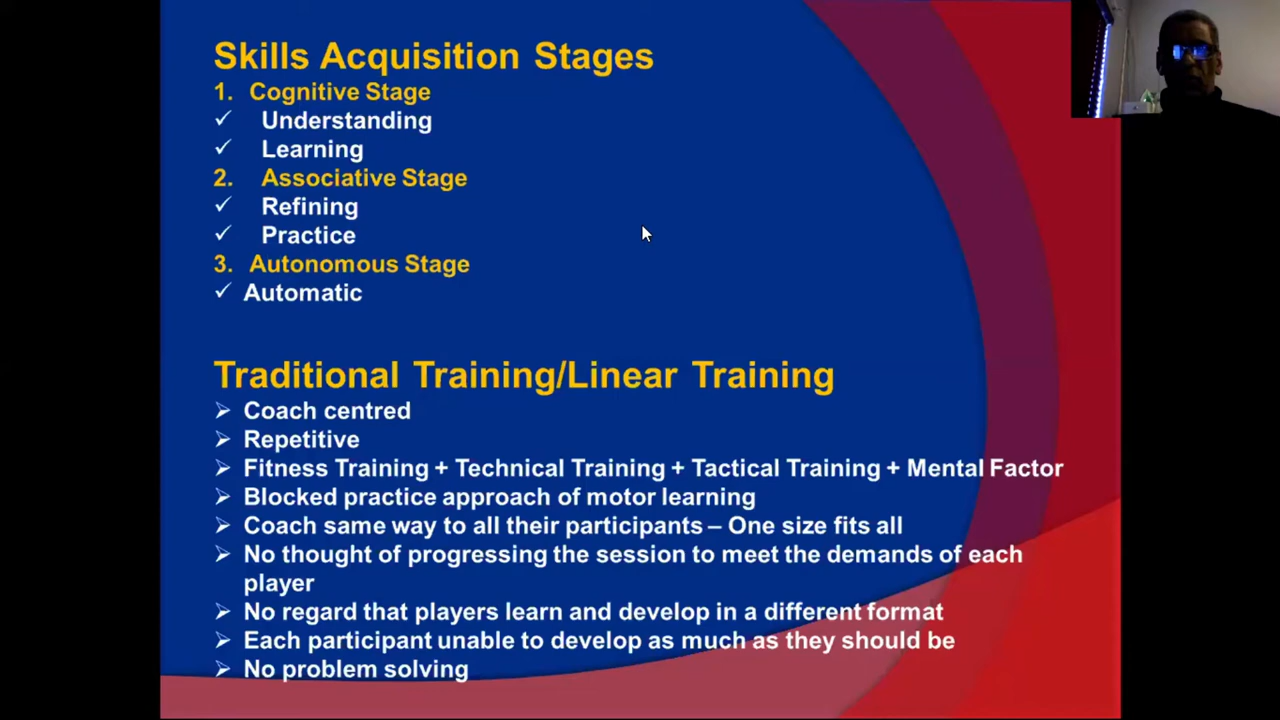 Skills Acquisition Stages
1. Cognitive Stage
✓ Understanding
✓ Learning
2. Associative Stage
✓ Refining
✓ Practice
3. Autonomous Stage
✓ Automatic
Traditional Training/Linear Training
➢ Coach centred
➢ Repetitive
➢ Fitness Training + Technical Training + Tactical Training + Mental Factor
➢ Blocked practice approach of motor learning
➢ Coach same way to all their participants – One size fits all
➢ No thought of progressing the session to meet the demands of each
player
➢ No regard that players learn and develop in a different format
➢ Each participant unable to develop as much as they should be
➢ No problem solving